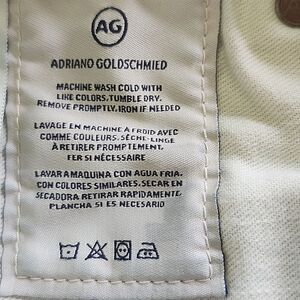 AG
ADRIANO GOLDSCHMIED
MACHINE WASH COLD WITH
LIKE COLORS. TUMBLE DRY.
REMOVE PROMPTLY. IRON IF NEEDED
LAVAGE EN MACHINE A FROID AVEC
COMME COULEURS. SÈCHE-LINGE
À RETIRER PROMPTEMENT.
FER SI NÉCESSAIRE
LAVAR A MAQUINA CON AGUA FRIA.
CON COLORES SIMILARES. SECAR EN
SECADORA RETIRAR RAPIDAMENTE.
PLANCHA SI ES NECESARIO